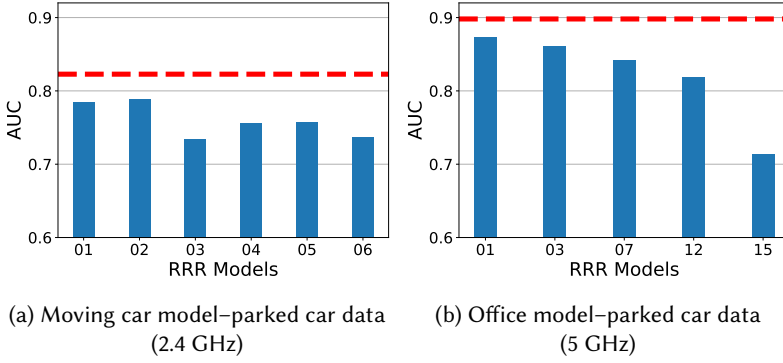 0.9
0.8
0.7
0.6
AUC
01 02 03 04 05 06
RRR Models
(a) Moving car model–parked car data
(2.4 GHz)
0.9
0.8
0.7
0.6
AUC
01 03 07 12 15
RRR Models
(b) Office model–parked car data
(5 GHz)